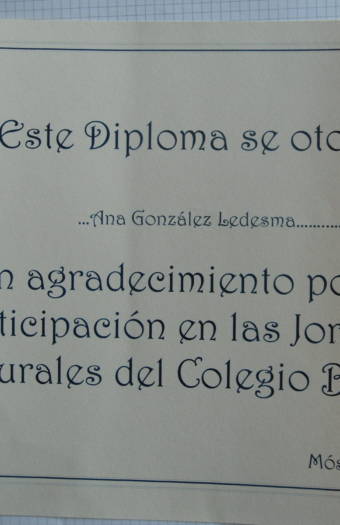 Este Diploma se oto
...Ana González Ledesma...........
n agradecimiento po
ticipación en las Jor
urales del Colegio B
Mós